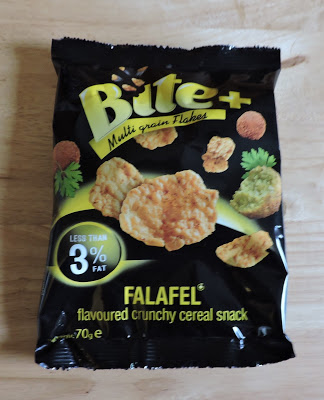 Bite+
Multi grain Flakes
LESS THAN
3%
FAT
FALAFEL*
flavoured crunchy cereal snack
70g e